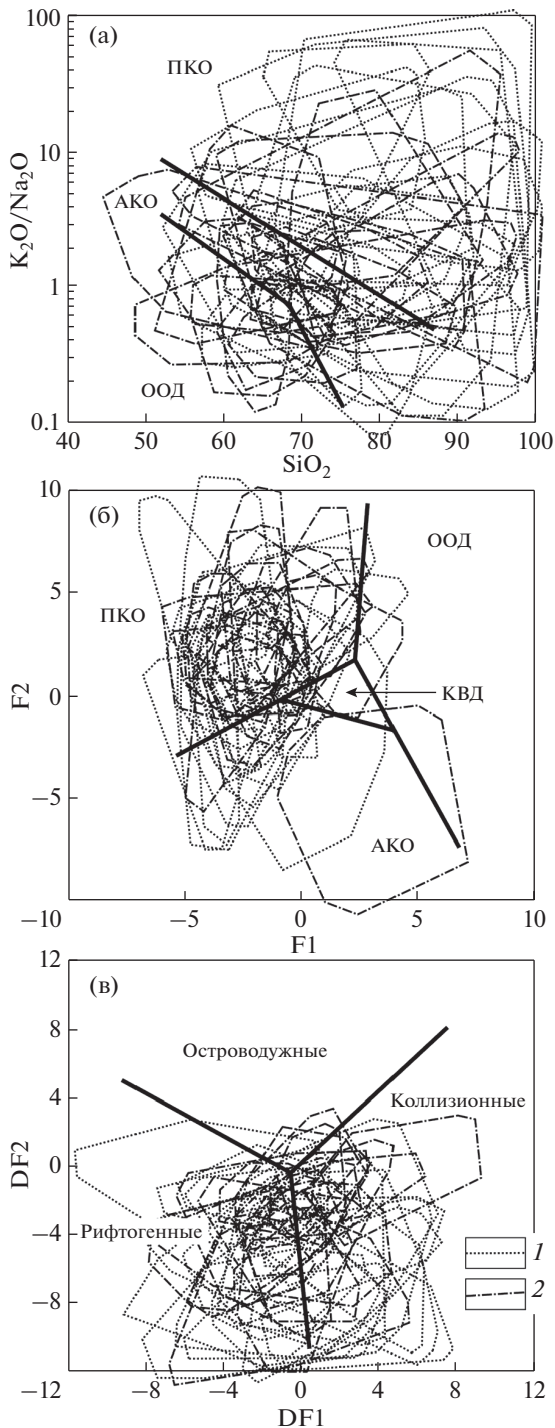 (а)
100
10
1
0.1
K₂O/Na₂O
ПКО
АКО
ООД
40 50 60 70 80 90 100
SiO₂
(б)
10
5
0
−5
−10
F2
ПКО
ООД
КВД
АКО
−5 0 5 10
F1
(в)
12
8
4
0
−4
−8
−12
DF2
Островодужные
Коллизионные
Рифтогенные
1
2
−8 −4 0 4 8 12
DF1